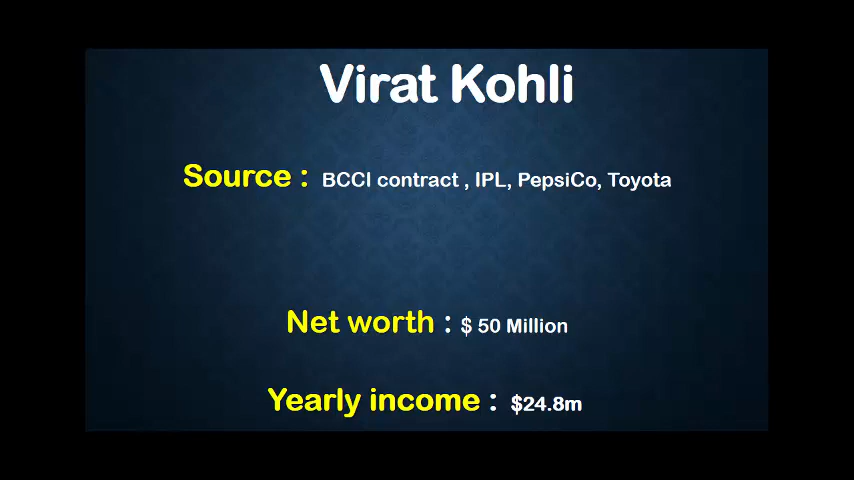 Virat Kohli
Source : BCCI contract , IPL, PepsiCo, Toyota
Net worth : $ 50 Million
Yearly income : $24.8m